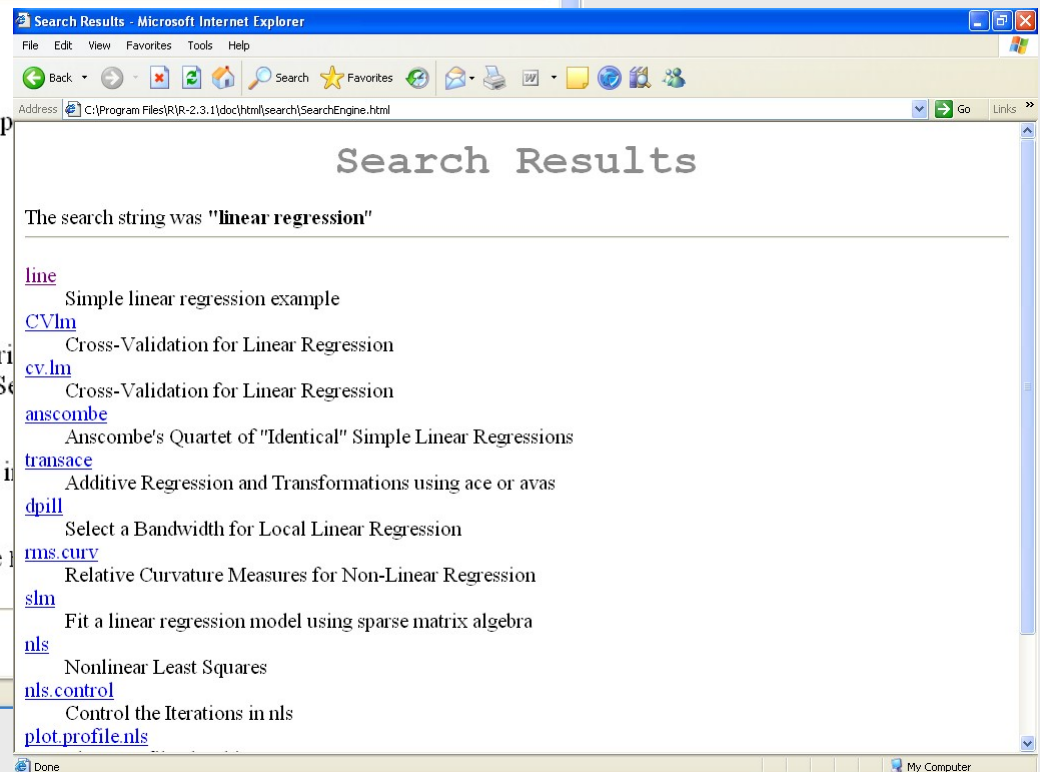 Search Results - Microsoft Internet Explorer
File Edit View Favorites Tools Help
Back Search Favorites
Address C:\Program Files\R\R-2.3.1\doc\html\search\SearchEngine.html Go Links »
Search Results
The search string was "linear regression"
line
Simple linear regression example
CVlm
Cross-Validation for Linear Regression
cv.lm
Cross-Validation for Linear Regression
anscombe
Anscombe's Quartet of "Identical" Simple Linear Regressions
transace
Additive Regression and Transformations using ace or avas
dpill
Select a Bandwidth for Local Linear Regression
rms.curv
Relative Curvature Measures for Non-Linear Regression
slm
Fit a linear regression model using sparse matrix algebra
nls
Nonlinear Least Squares
nls.control
Control the Iterations in nls
plot.profile.nls
Done My Computer